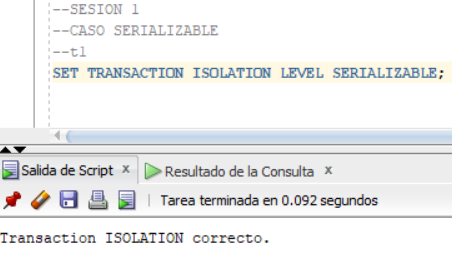 --SESION 1
--CASO SERIALIZABLE
--t1
SET TRANSACTION ISOLATION LEVEL SERIALIZABLE;
Salida de Script x Resultado de la Consulta x
Tarea terminada en 0.092 segundos
Transaction ISOLATION correcto.